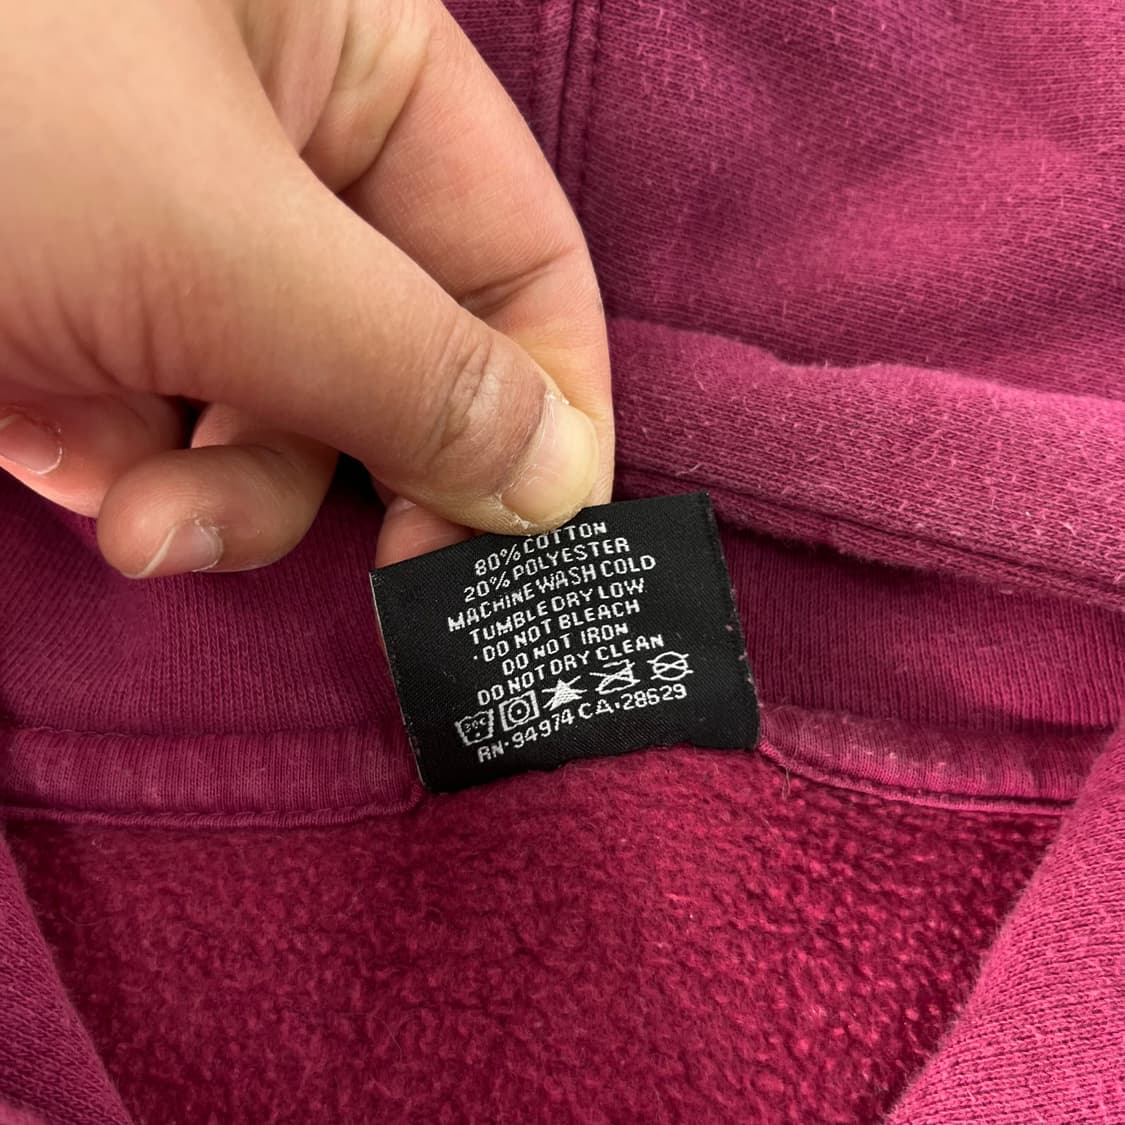 80% COTTON
20% POLYESTER
MACHINE WASH COLD
TUMBLE DRY LOW
·DO NOT BLEACH
DO NOT IRON
DO NOT DRY CLEAN
30C
RN·94974 CA·28629